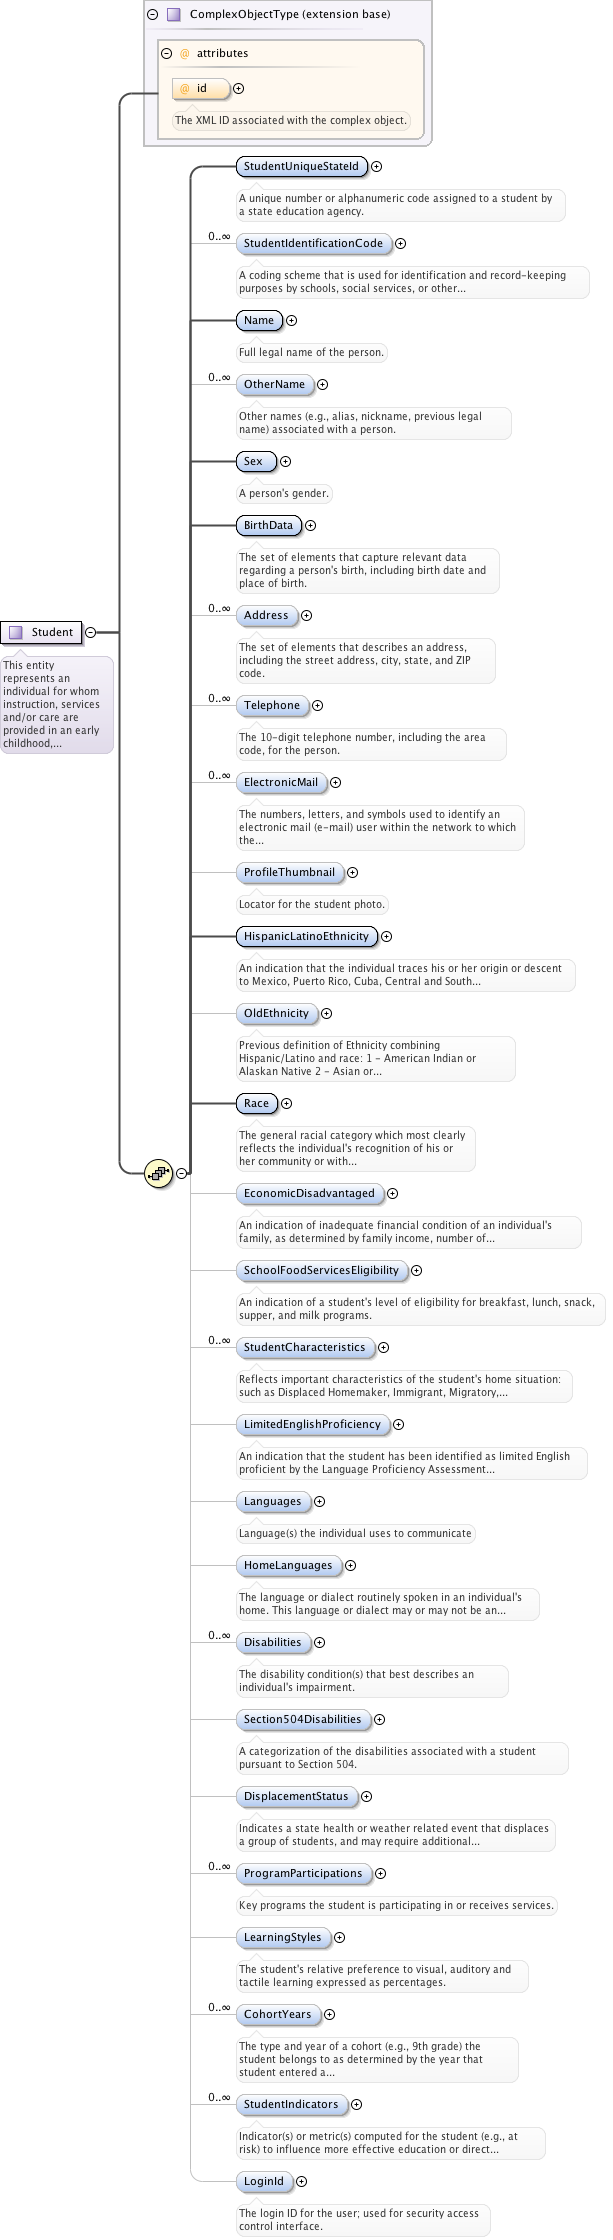 ComplexObjectType (extension base)
@ attributes
@ id
The XML ID associated with the complex object.
StudentUniqueStateId
A unique number or alphanumeric code assigned to a student by
a state education agency.
0..∞
StudentIdentificationCode
A coding scheme that is used for identification and record-keeping
purposes by schools, social services, or other...
Name
Full legal name of the person.
0..∞
OtherName
Other names (e.g., alias, nickname, previous legal
name) associated with a person.
Sex
A person's gender.
BirthData
The set of elements that capture relevant data
regarding a person's birth, including birth date and
place of birth.
0..∞
Address
Student
The set of elements that describes an address,
including the street address, city, state, and ZIP
code.
This entity
represents an
individual for whom
instruction, services
and/or care are
provided in an early
childhood,...
0..∞
Telephone
The 10-digit telephone number, including the area
code, for the person.
0..∞
ElectronicMail
The numbers, letters, and symbols used to identify an
electronic mail (e-mail) user within the network to which
the...
ProfileThumbnail
Locator for the student photo.
HispanicLatinoEthnicity
An indication that the individual traces his or her origin or descent
to Mexico, Puerto Rico, Cuba, Central and South...
OldEthnicity
Previous definition of Ethnicity combining
Hispanic/Latino and race: 1 - American Indian or
Alaskan Native 2 - Asian or...
Race
The general racial category which most clearly
reflects the individual's recognition of his or
her community or with...
EconomicDisadvantaged
An indication of inadequate financial condition of an individual's
family, as determined by family income, number of...
SchoolFoodServicesEligibility
An indication of a student's level of eligibility for breakfast, lunch, snack,
supper, and milk programs.
0..∞
StudentCharacteristics
Reflects important characteristics of the student's home situation:
such as Displaced Homemaker, Immigrant, Migratory,...
LimitedEnglishProficiency
An indication that the student has been identified as limited English
proficient by the Language Proficiency Assessment...
Languages
Language(s) the individual uses to communicate
HomeLanguages
The language or dialect routinely spoken in an individual's
home. This language or dialect may or may not be an...
0..∞
Disabilities
The disability condition(s) that best describes an
individual's impairment.
Section504Disabilities
A categorization of the disabilities associated with a student
pursuant to Section 504.
DisplacementStatus
Indicates a state health or weather related event that displaces
a group of students, and may require additional...
0..∞
ProgramParticipations
Key programs the student is participating in or receives services.
LearningStyles
The student's relative preference to visual, auditory and
tactile learning expressed as percentages.
0..∞
CohortYears
The type and year of a cohort (e.g., 9th grade) the
student belongs to as determined by the year that
student entered a...
0..∞
StudentIndicators
Indicator(s) or metric(s) computed for the student (e.g., at
risk) to influence more effective education or direct...
LoginId
The login ID for the user; used for security access
control interface.